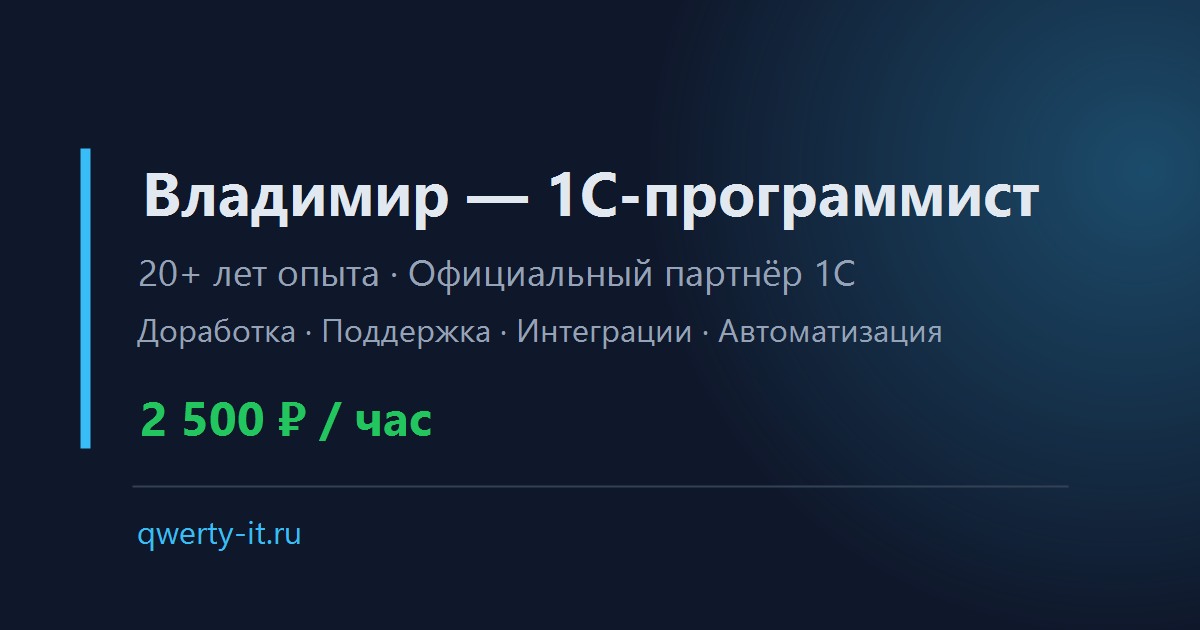 Владимир — 1С-программист
20+ лет опыта · Официальный партнёр 1С
Доработка · Поддержка · Интеграции · Автоматизация
2 500 ₽ / час
qwerty-it.ru